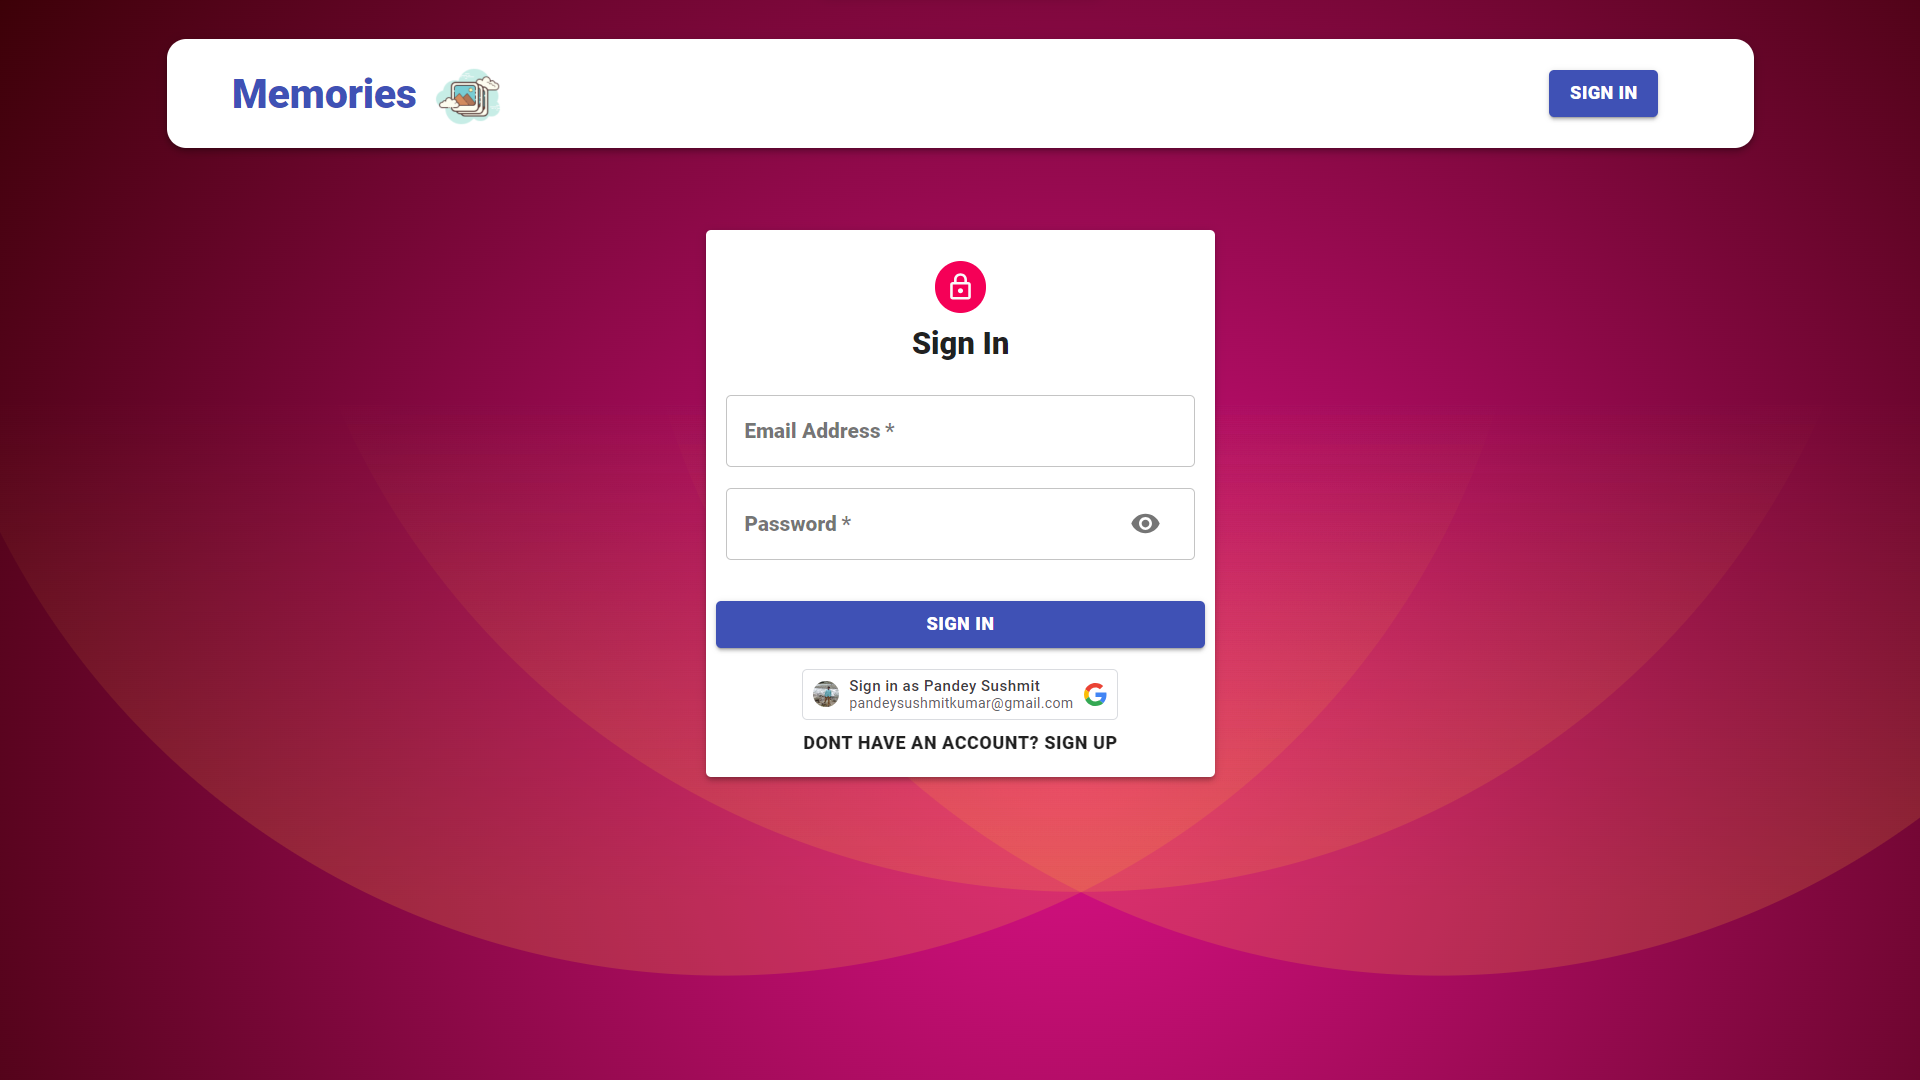 Memories
SIGN IN
Sign In
Email Address *
Password *
SIGN IN
Sign in as Pandey Sushmit
pandeysushmitkumar@gmail.com
DONT HAVE AN ACCOUNT? SIGN UP